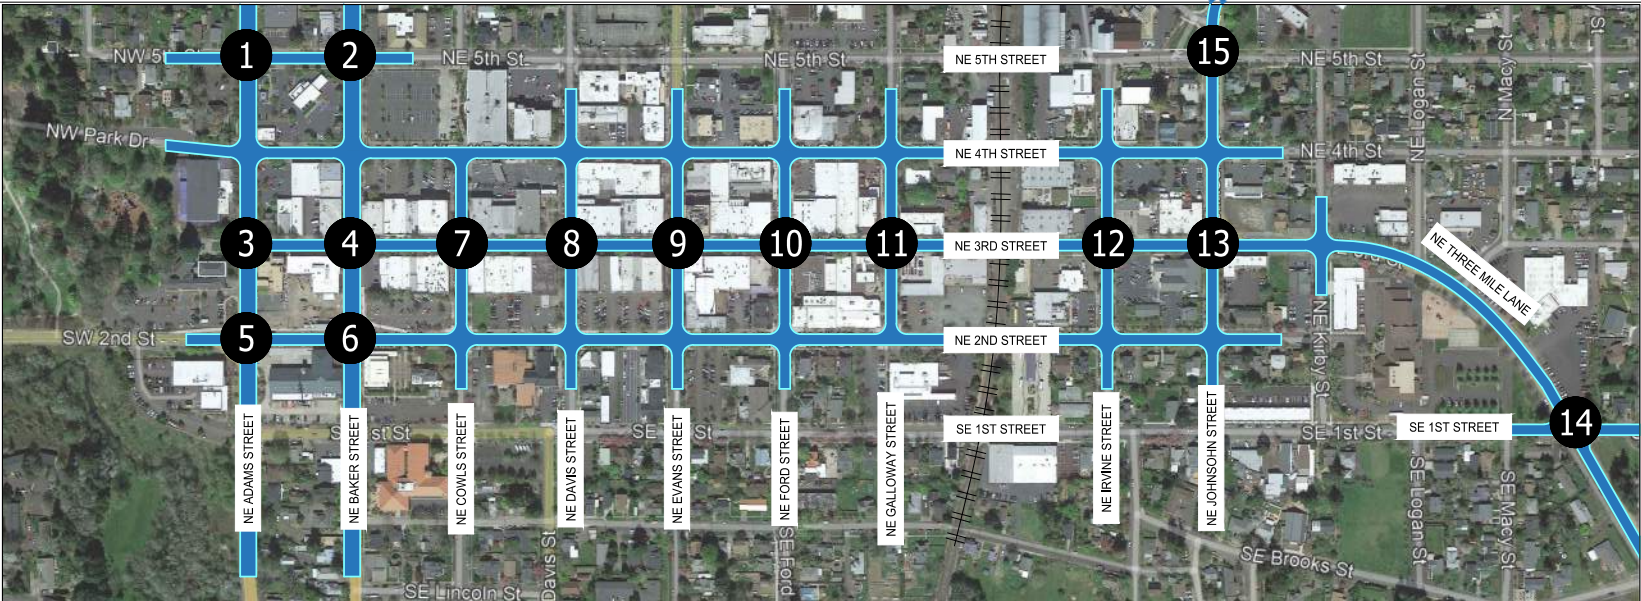 1
2
15
NW 5th St
NE 5th St
NE 5th St
NE 5TH STREET
NE 5th St
N Macy St
St
NE Logan St
NW Park Dr
NE 4TH STREET
NE 4th St
3
4
7
8
9
10
11
NE 3RD STREET
12
13
NE THREE MILE LANE
SW 2nd St
5
6
NE 2ND STREET
NE Kirby St
NE ADAMS STREET
NE BAKER STREET
NE COWLS STREET
NE DAVIS STREET
NE EVANS STREET
NE FORD STREET
NE GALLOWAY STREET
NE IRVINE STREET
NE JOHNSOHN STREET
SE
St
SE 1ST STREET
SE 1st St
SE 1ST STREET
14
SE Logan St
SE Macy St
Davis St
SE Ford
SE Brooks St
SE Lincoln St